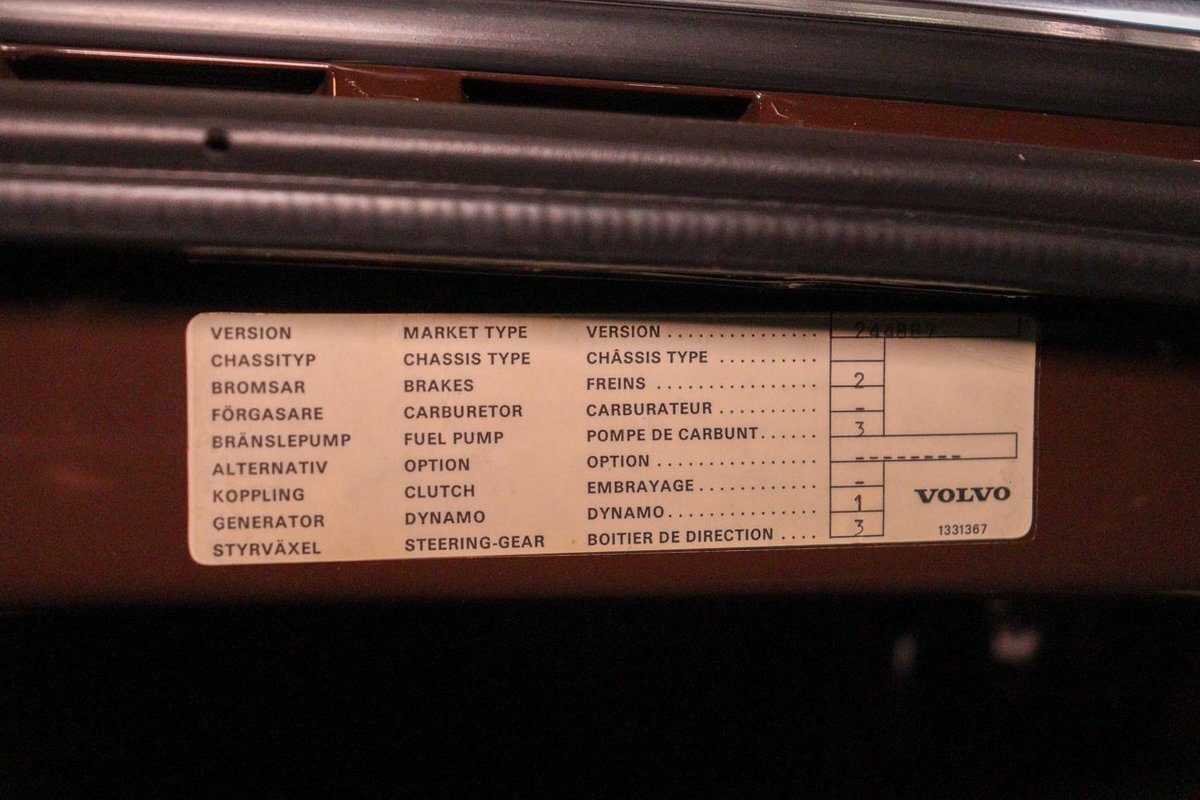 VERSION MARKET TYPE VERSION ...............
CHASSITYP CHASSIS TYPE CHÂSSIS TYPE ..........
BROMSAR BRAKES FREINS ............... 2
FÖRGASARE CARBURETOR CARBURATEUR .......... -
BRÄNSLEPUMP FUEL PUMP POMPE DE CARBUNT...... 3
ALTERNATIV OPTION OPTION ............... --------
KOPPLING CLUTCH EMBRAYAGE ............ -
GENERATOR DYNAMO DYNAMO............... 1
STYRVÄXEL STEERING-GEAR BOITIER DE DIRECTION .... 3
VOLVO
1331367